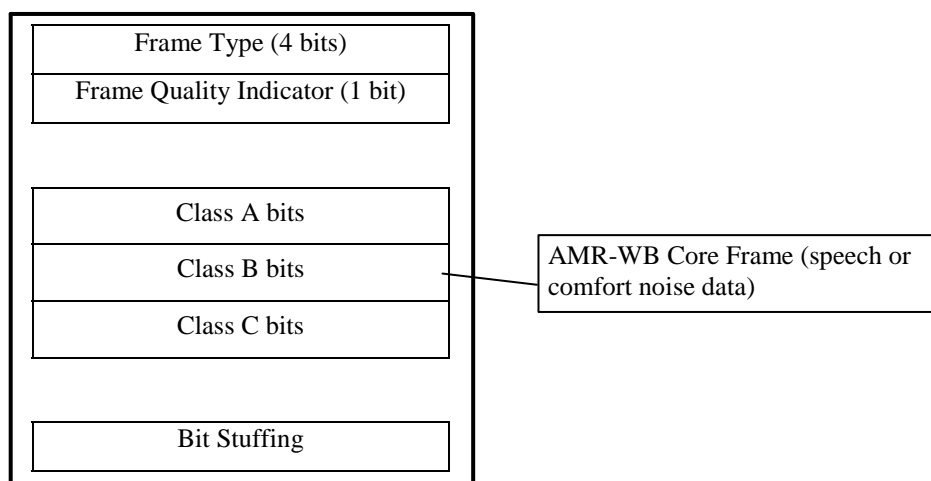 Frame Type (4 bits)
Frame Quality Indicator (1 bit)
Class A bits
Class B bits
Class C bits
AMR-WB Core Frame (speech or
comfort noise data)
Bit Stuffing